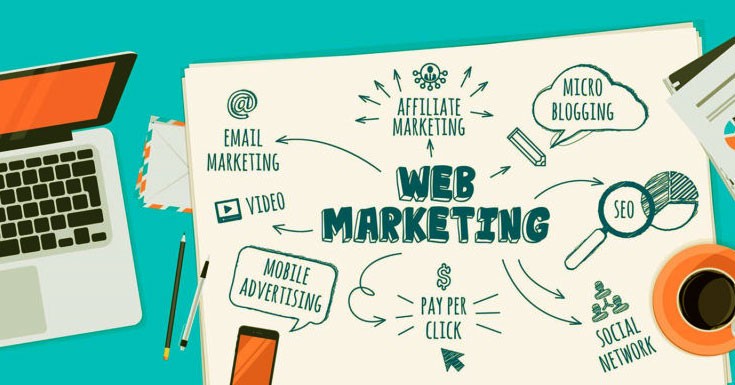 AFFILIATE
MARKETING
MICRO
BLOGGING
@
EMAIL
MARKETING
WEB
MARKETING
VIDEO
SEO
MOBILE
ADVERTISING
$
PAY PER
CLICK
SOCIAL
NETWORK